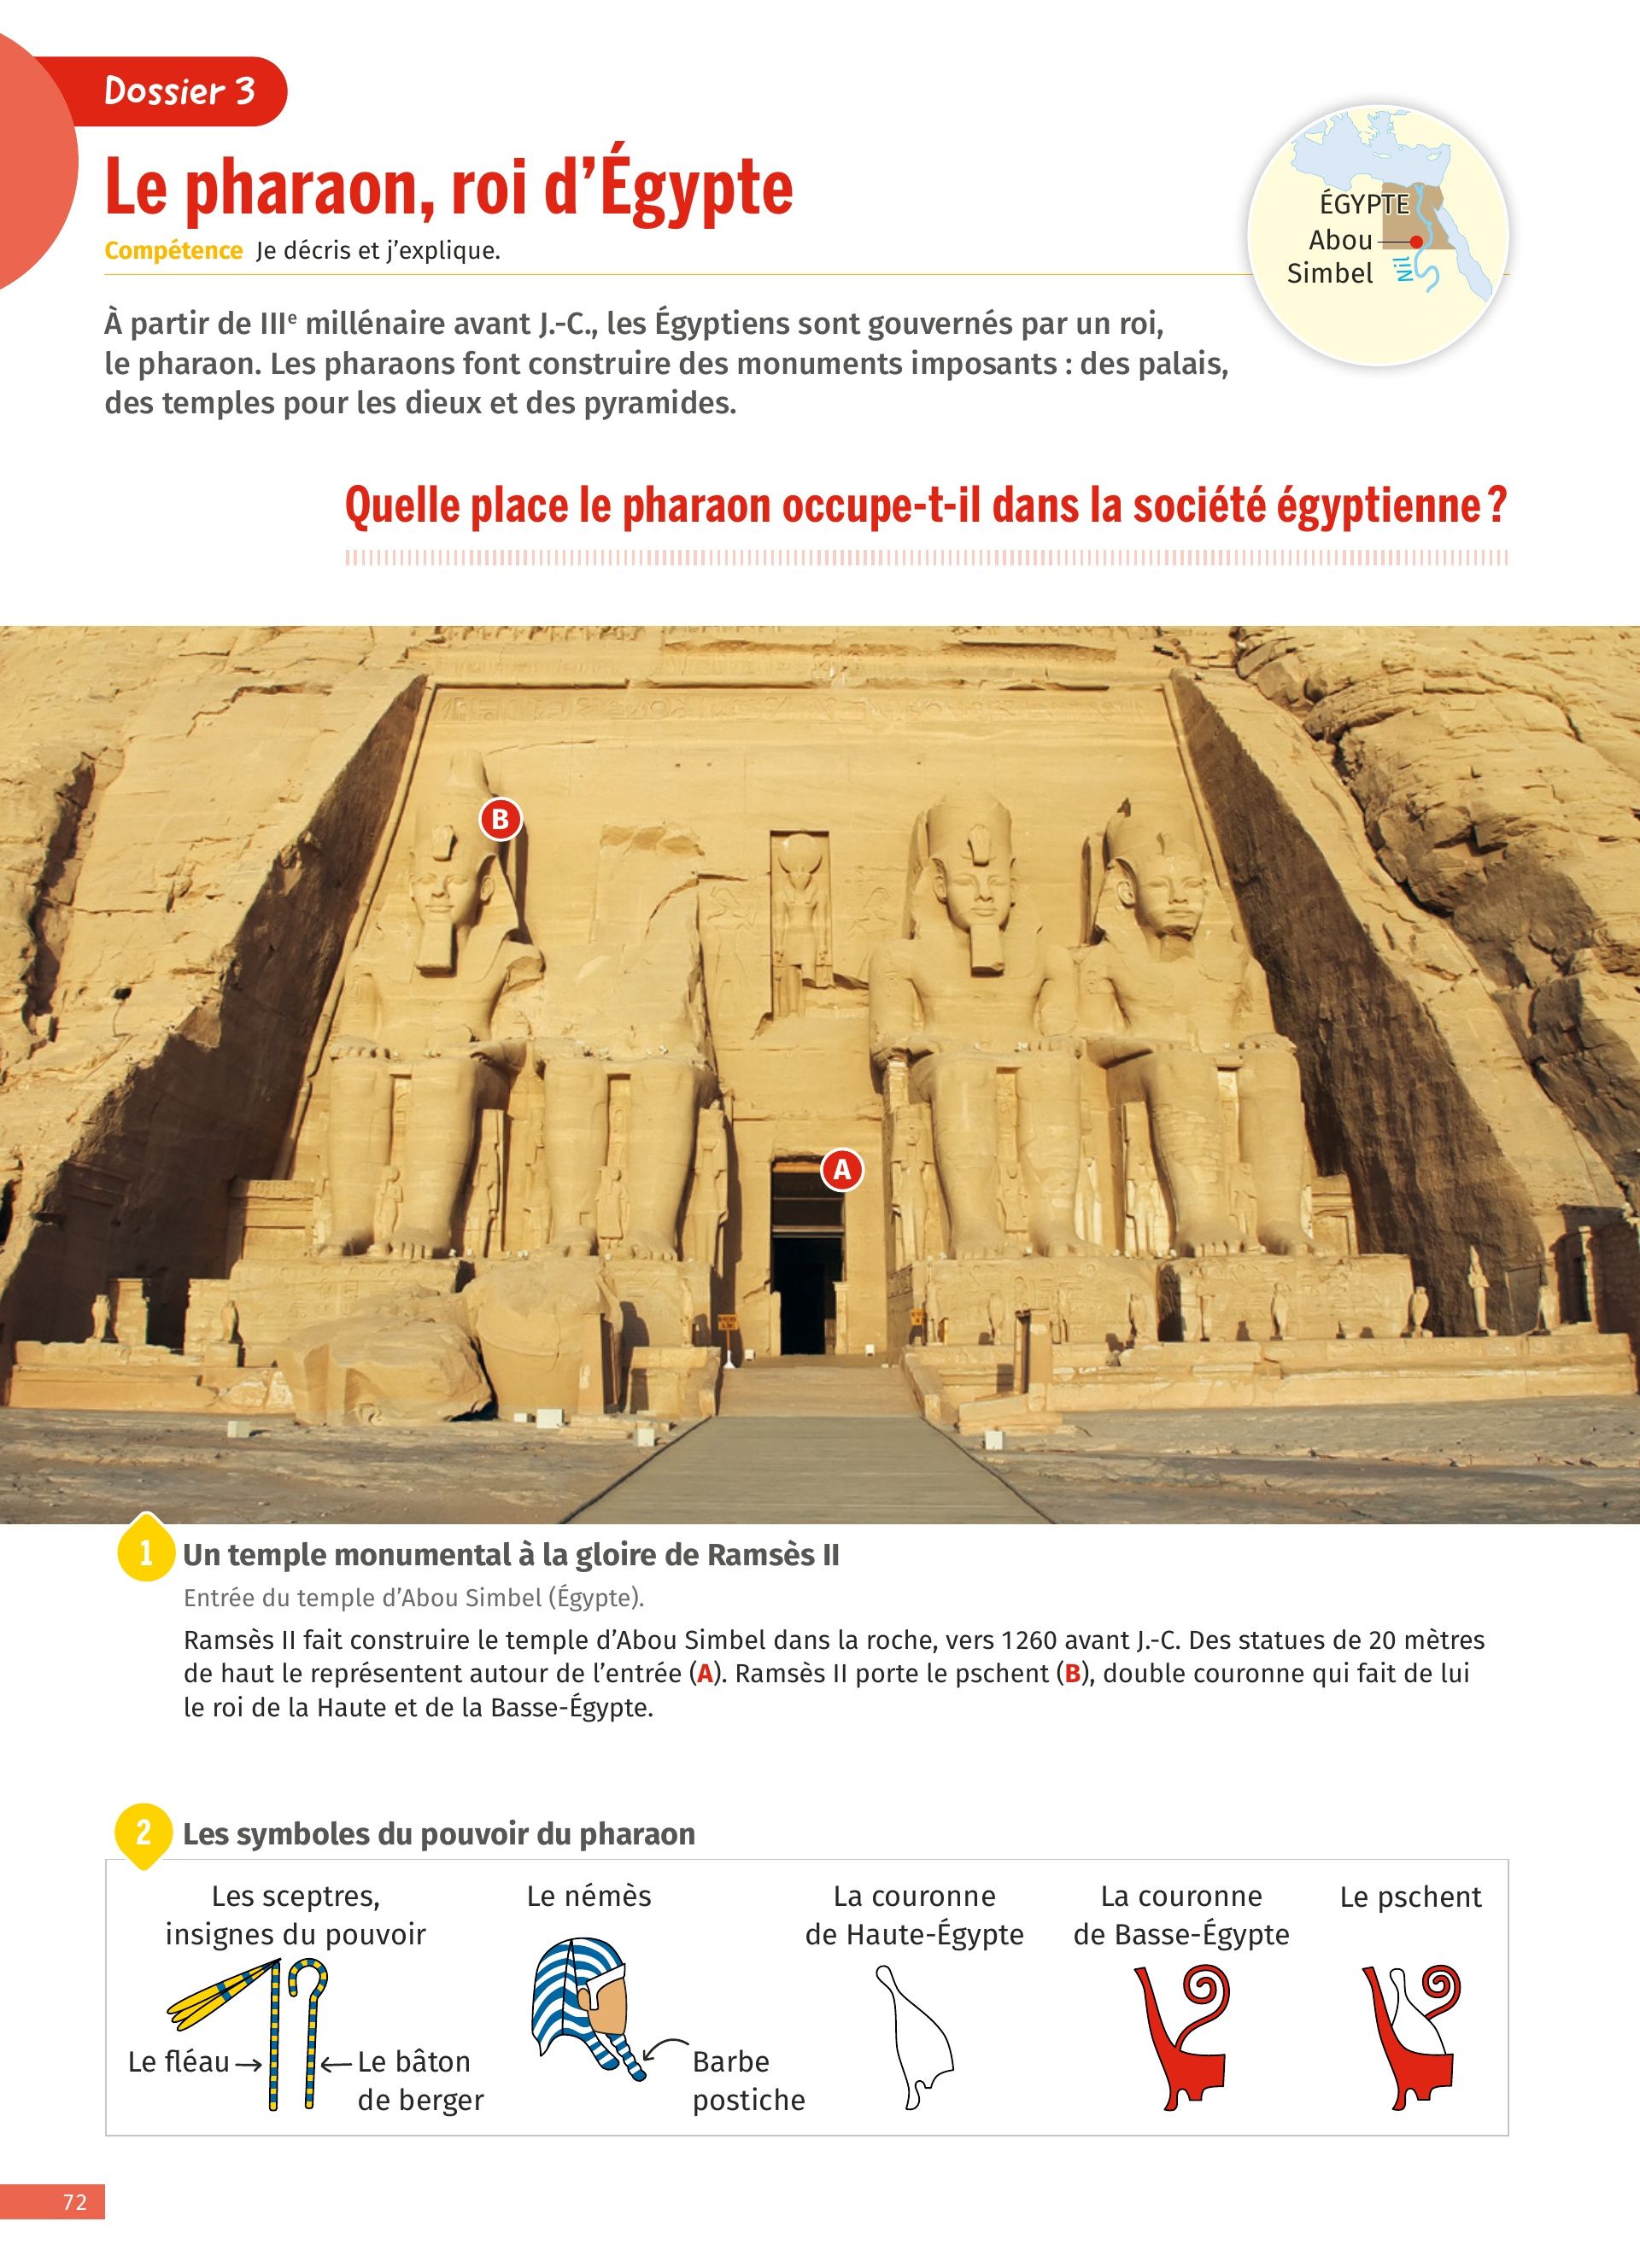 Dossier 3
Le pharaon, roi d’Égypte
Compétence Je décris et j’explique.
ÉGYPTE
Abou
Simbel
Nil
À partir de IIIe millénaire avant J.-C., les Égyptiens sont gouvernés par un roi,
le pharaon. Les pharaons font construire des monuments imposants : des palais,
des temples pour les dieux et des pyramides.
Quelle place le pharaon occupe-t-il dans la société égyptienne ?
B
A
1 Un temple monumental à la gloire de Ramsès II
Entrée du temple d’Abou Simbel (Égypte).
Ramsès II fait construire le temple d’Abou Simbel dans la roche, vers 1260 avant J.-C. Des statues de 20 mètres
de haut le représentent autour de l’entrée (A). Ramsès II porte le pschent (B), double couronne qui fait de lui
le roi de la Haute et de la Basse-Égypte.
2 Les symboles du pouvoir du pharaon
Les sceptres,
insignes du pouvoir
Le fléau
Le bâton
de berger
Le némès
Barbe
postiche
La couronne
de Haute-Égypte
La couronne
de Basse-Égypte
Le pschent
72